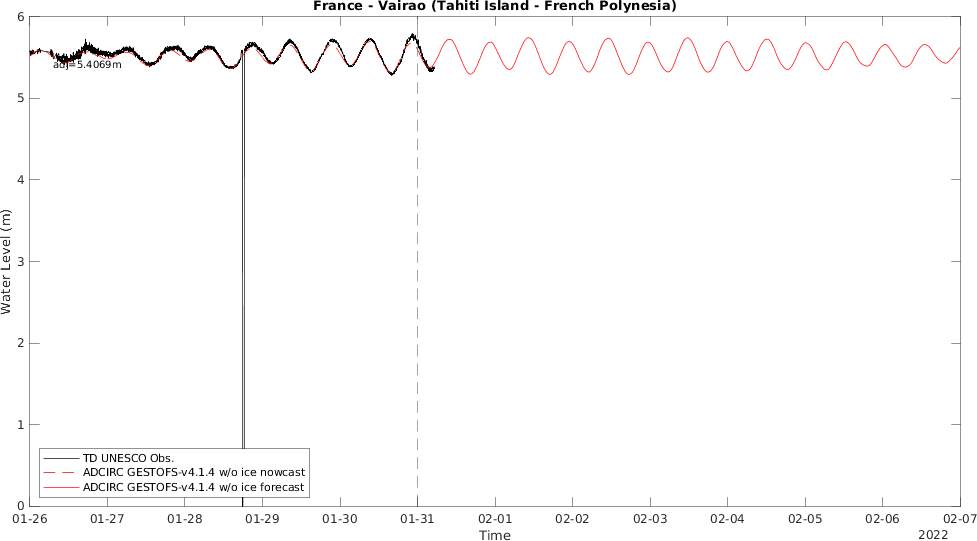 France - Vairao (Tahiti Island - French Polynesia)
6
5
4
3
2
1
0
Water Level (m)
adj=5.4069m
TD UNESCO Obs.
ADCIRC GESTOFS-v4.1.4 w/o ice nowcast
ADCIRC GESTOFS-v4.1.4 w/o ice forecast
01-26 01-27 01-28 01-29 01-30 01-31 02-01 02-02 02-03 02-04 02-05 02-06 02-07
Time
2022